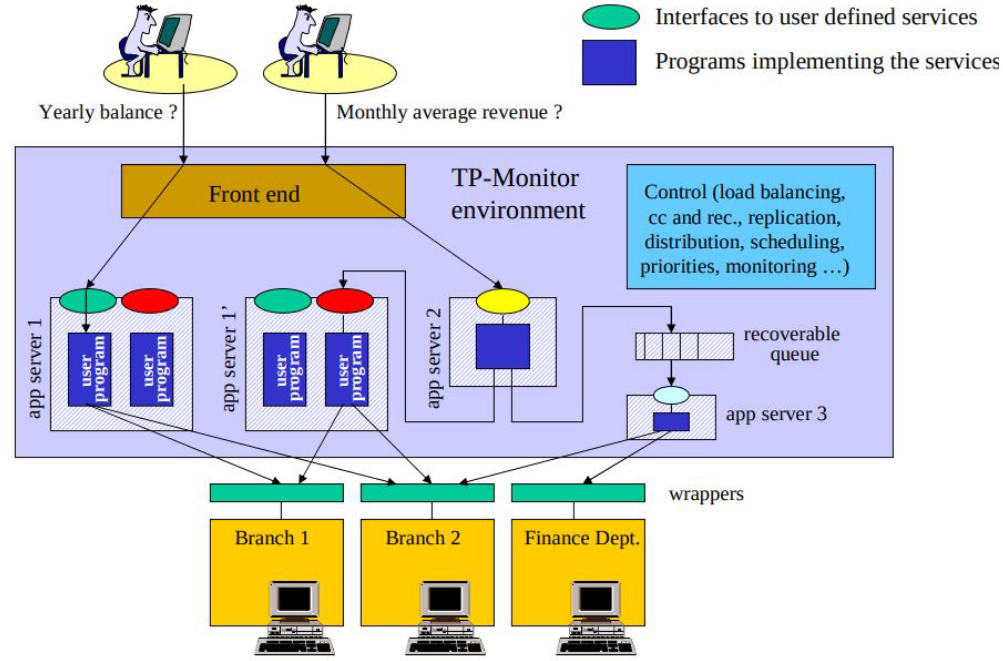 Interfaces to user defined services
Programs implementing the services
Yearly balance ?
Monthly average revenue ?
Front end
TP-Monitor
environment
Control (load balancing,
cc and rec., replication,
distribution, scheduling,
priorities, monitoring …)
app server 1
user
program
user
program
app server 1’
user
program
user
program
app server 2
recoverable
queue
app server 3
wrappers
Branch 1
Branch 2
Finance Dept.